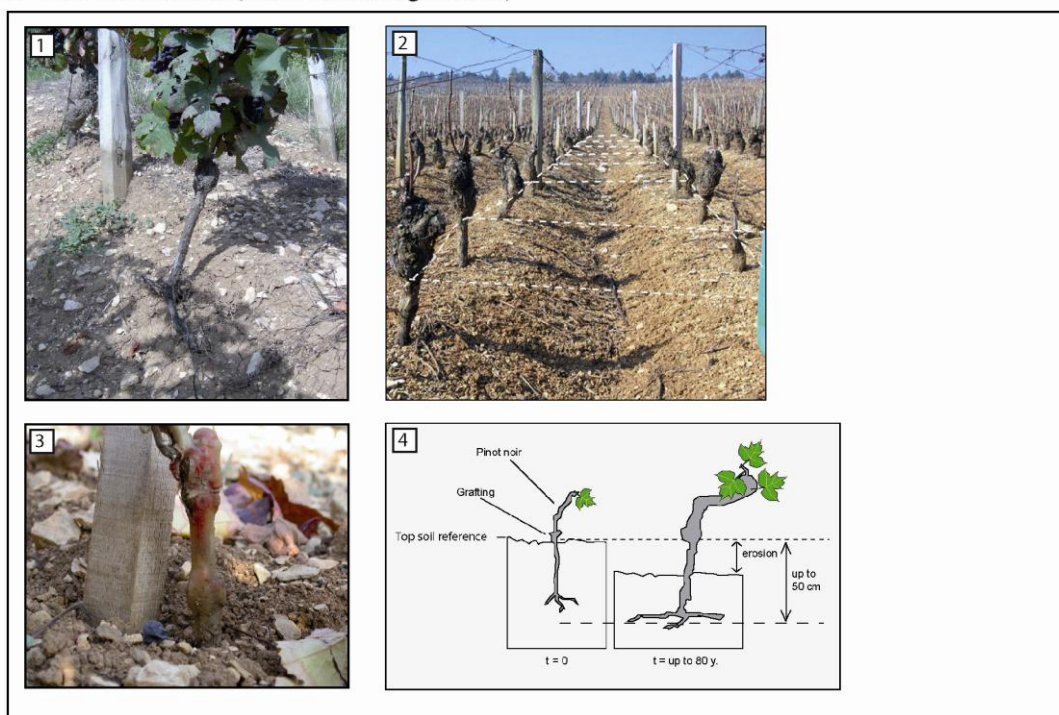 1
2
3
4
Pinot noir
Grafting
Top soil reference
erosion
up to
50 cm
t = 0
t = up to 80 y.